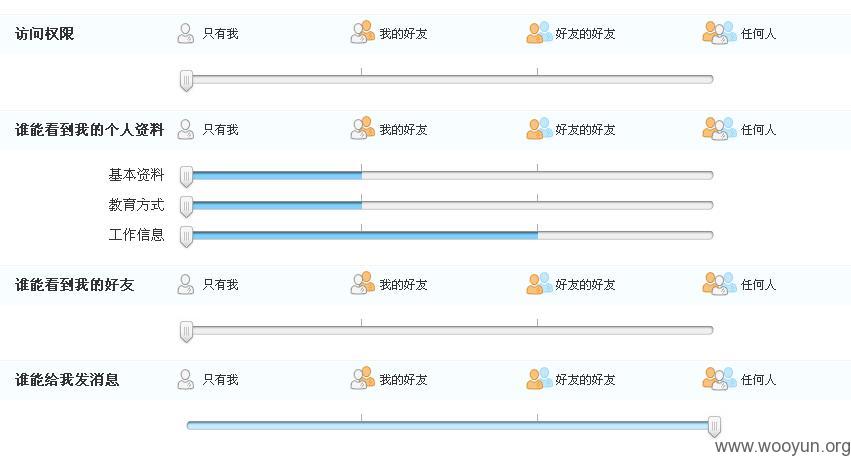 访问权限 只有我 我的好友 好友的好友 任何人
谁能看到我的个人资料 只有我 我的好友 好友的好友 任何人
基本资料
教育方式
工作信息
谁能看到我的好友 只有我 我的好友 好友的好友 任何人
谁能给我发消息 只有我 我的好友 好友的好友 任何人
www.wooyun.org